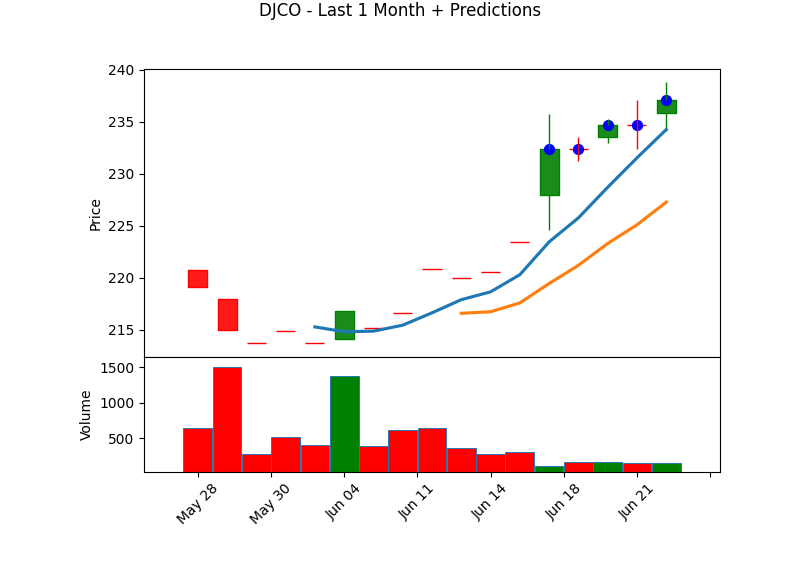 DJCO - Last 1 Month + Predictions
240
235
230
225
220
215
Price
1500
1000
500
Volume
May 28
May 30
Jun 04
Jun 11
Jun 14
Jun 18
Jun 21